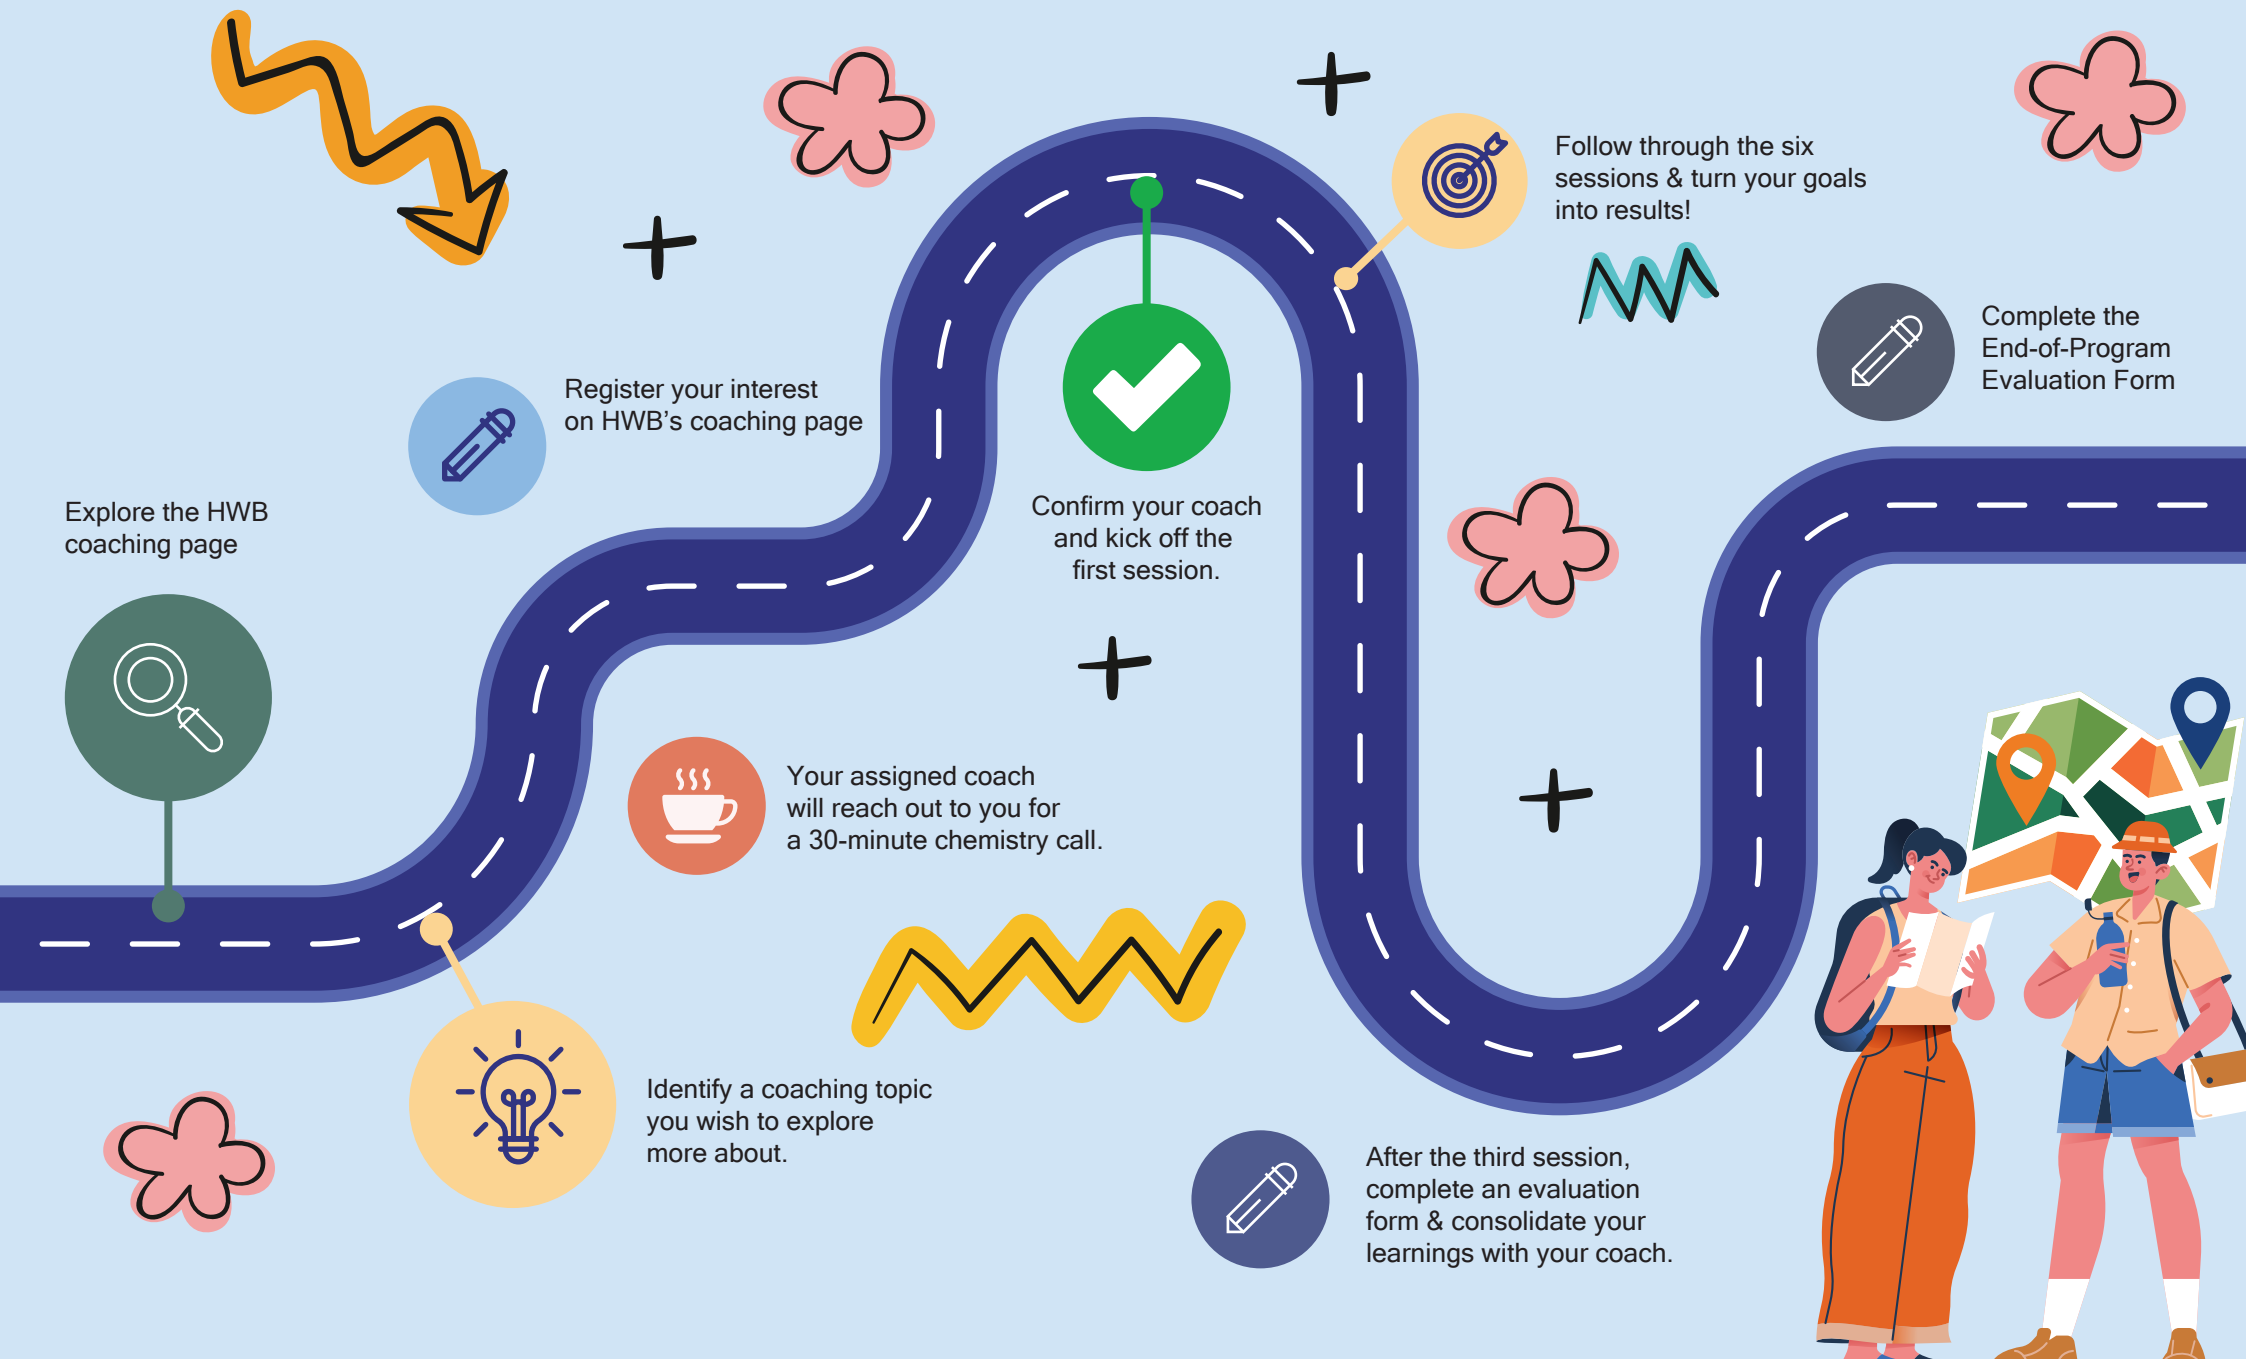 Explore the HWB
coaching page
Identify a coaching topic
you wish to explore
more about.
Register your interest
on HWB’s coaching page
Your assigned coach
will reach out to you for
a 30-minute chemistry call.
Confirm your coach
and kick off the
first session.
Follow through the six
sessions & turn your goals
into results!
After the third session,
complete an evaluation
form & consolidate your
learnings with your coach.
Complete the
End-of-Program
Evaluation Form